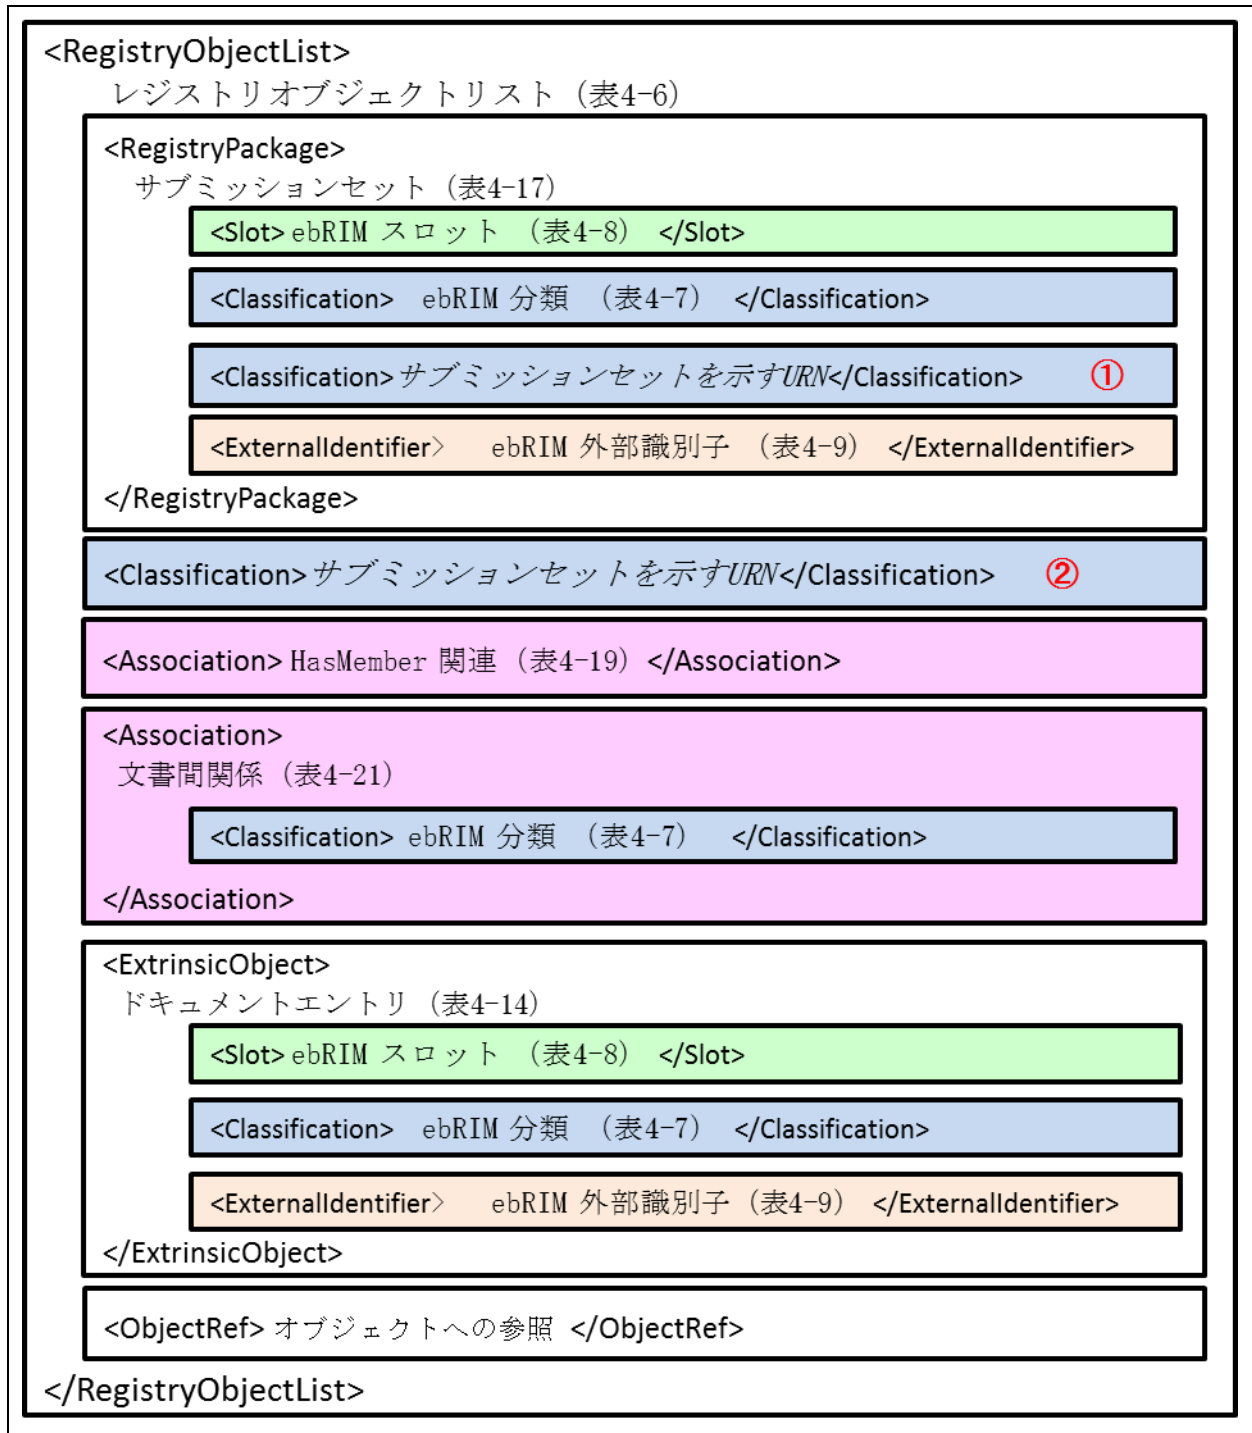 <RegistryObjectList>
レジストリオブジェクトリスト (表4-6)
<RegistryPackage>
サブミッションセット (表4-17)
<Slot> ebRIM スロット (表4-8) </Slot>
<Classification> ebRIM 分類 (表4-7) </Classification>
<Classification>サブミッションセットを示すURN</Classification> ①
<ExternalIdentifier> ebRIM 外部識別子 (表4-9) </ExternalIdentifier>
</RegistryPackage>
<Classification>サブミッションセットを示すURN</Classification> ②
<Association> HasMember 関連 (表4-19) </Association>
<Association>
文書間関係 (表4-21)
<Classification> ebRIM 分類 (表4-7) </Classification>
</Association>
<ExtrinsicObject>
ドキュメントエントリ (表4-14)
<Slot> ebRIM スロット (表4-8) </Slot>
<Classification> ebRIM 分類 (表4-7) </Classification>
<ExternalIdentifier> ebRIM 外部識別子 (表4-9) </ExternalIdentifier>
</ExtrinsicObject>
<ObjectRef> オブジェクトへの参照 </ObjectRef>
</RegistryObjectList>